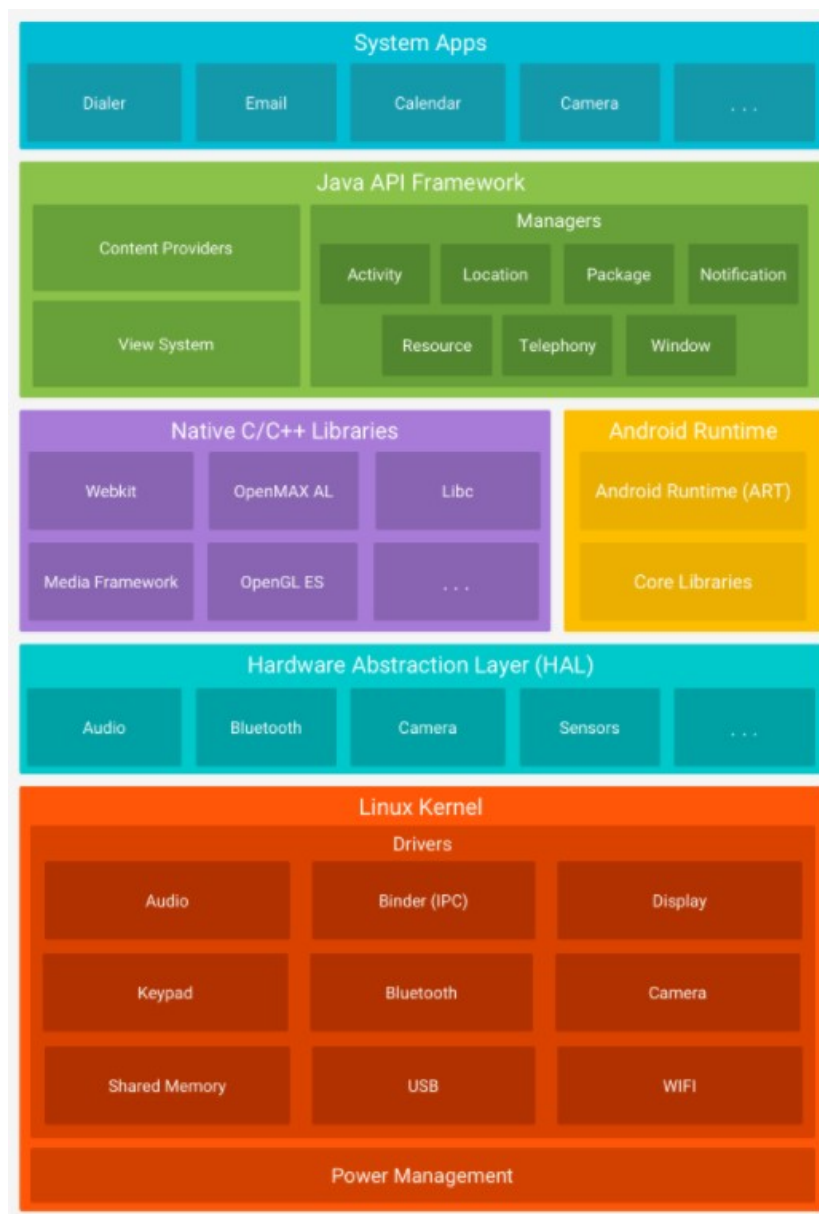 System Apps
Dialer
Email
Calendar
Camera
. . .
Java API Framework
Content Providers
View System
Managers
Activity
Location
Package
Notification
Resource
Telephony
Window
Native C/C++ Libraries
Webkit
OpenMAX AL
Libc
Media Framework
OpenGL ES
. . .
Android Runtime
Android Runtime (ART)
Core Libraries
Hardware Abstraction Layer (HAL)
Audio
Bluetooth
Camera
Sensors
. . .
Linux Kernel
Drivers
Audio
Binder (IPC)
Display
Keypad
Bluetooth
Camera
Shared Memory
USB
WIFI
Power Management